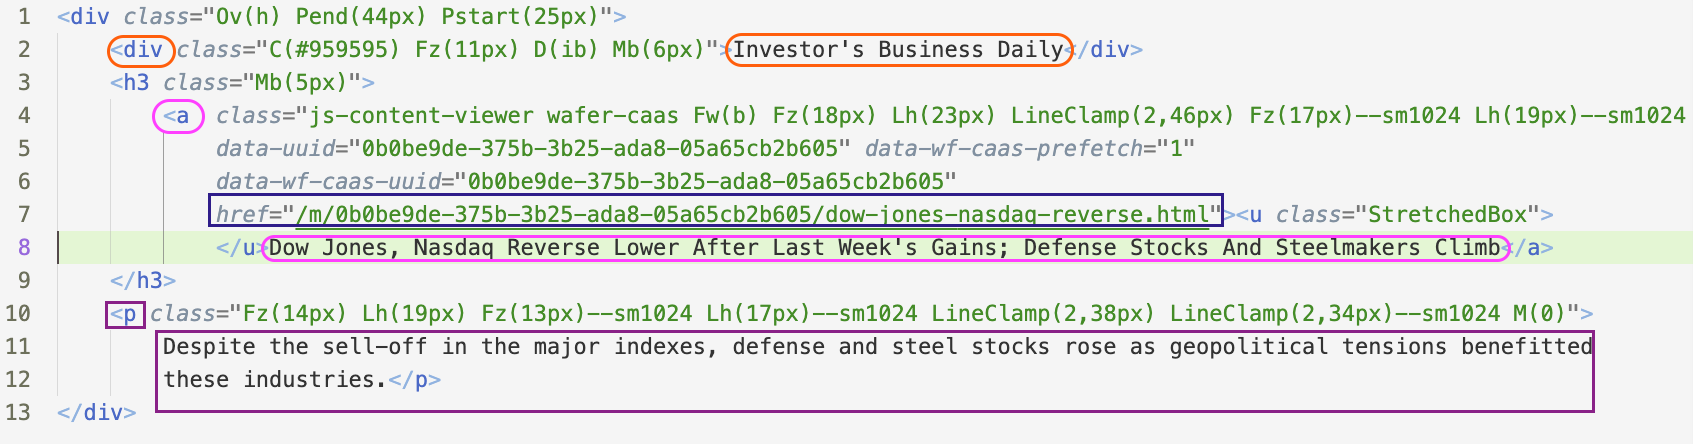 1 <div class="Ov(h) Pend(44px) Pstart(25px)">
2 <div class="C(#959595) Fz(11px) D(ib) Mb(6px)">Investor's Business Daily</div>
3 <h3 class="Mb(5px)">
4 <a class="js-content-viewer wafer-caas Fw(b) Fz(18px) Lh(23px) LineClamp(2,46px) Fz(17px)--sm1024 Lh(19px)--sm1024
5 data-uuid="0b0be9de-375b-3b25-ada8-05a65cb2b605" data-wf-caas-prefetch="1"
6 data-wf-caas-uuid="0b0be9de-375b-3b25-ada8-05a65cb2b605"
7 href="/m/0b0be9de-375b-3b25-ada8-05a65cb2b605/dow-jones-nasdaq-reverse.html"><u class="StretchedBox">
8 </u>Dow Jones, Nasdaq Reverse Lower After Last Week's Gains; Defense Stocks And Steelmakers Climb</a>
9 </h3>
10 <p class="Fz(14px) Lh(19px) Fz(13px)--sm1024 Lh(17px)--sm1024 LineClamp(2,38px) LineClamp(2,34px)--sm1024 M(0)">
11 Despite the sell-off in the major indexes, defense and steel stocks rose as geopolitical tensions benefitted
12 these industries.</p>
13 </div>